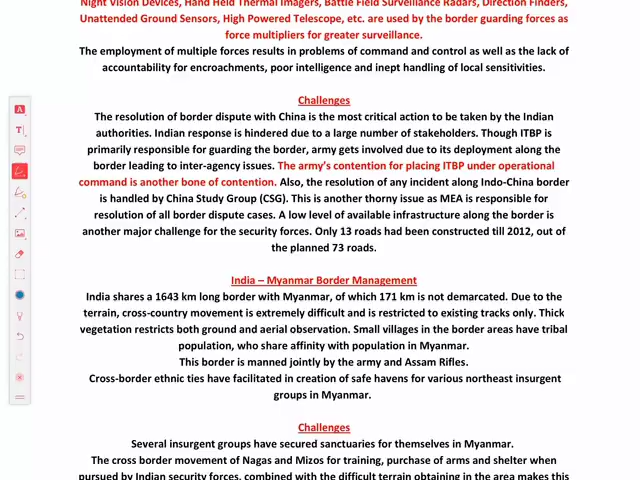 Night Vision Devices, Hand Held Thermal Imagers, Battle Field Surveillance Radars, Direction Finders,
Unattended Ground Sensors, High Powered Telescope, etc. are used by the border guarding forces as
force multipliers for greater surveillance.
The employment of multiple forces results in problems of command and control as well as the lack of
accountability for encroachments, poor intelligence and inept handling of local sensitivities.
Challenges
The resolution of border dispute with China is the most critical action to be taken by the Indian
authorities. Indian response is hindered due to a large number of stakeholders. Though ITBP is
primarily responsible for guarding the border, army gets involved due to its deployment along the
border leading to inter-agency issues. The army's contention for placing ITBP under operational
command is another bone of contention. Also, the resolution of any incident along Indo-China border
is handled by China Study Group (CSG). This is another thorny issue as MEA is responsible for
resolution of all border dispute cases. A low level of available infrastructure along the border is
another major challenge for the security forces. Only 13 roads had been constructed till 2012, out of
the planned 73 roads.
India – Myanmar Border Management
India shares a 1643 km long border with Myanmar, of which 171 km is not demarcated. Due to the
terrain, cross-country movement is extremely difficult and is restricted to existing tracks only. Thick
vegetation restricts both ground and aerial observation. Small villages in the border areas have tribal
population, who share affinity with population in Myanmar.
This border is manned jointly by the army and Assam Rifles.
Cross-border ethnic ties have facilitated in creation of safe havens for various northeast insurgent
groups in Myanmar.
Challenges
Several insurgent groups have secured sanctuaries for themselves in Myanmar.
The cross border movement of Nagas and Mizos for training, purchase of arms and shelter when
pursued by Indian security forces, combined with the difficult terrain obtaining in the area makes this